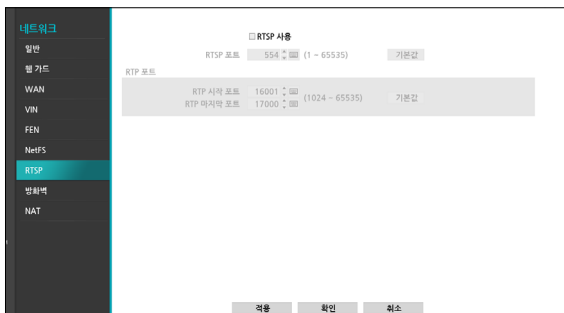 네트워크
일반
웹 가드
WAN
VIN
FEN
NetFS
RTSP
방화벽
NAT
RTSP 사용
RTSP 포트 554 (1 ~ 65535) 기본값
RTP 포트
RTP 시작 포트 16001
RTP 마지막 포트 17000
(1024 ~ 65535) 기본값
적용 확인 취소